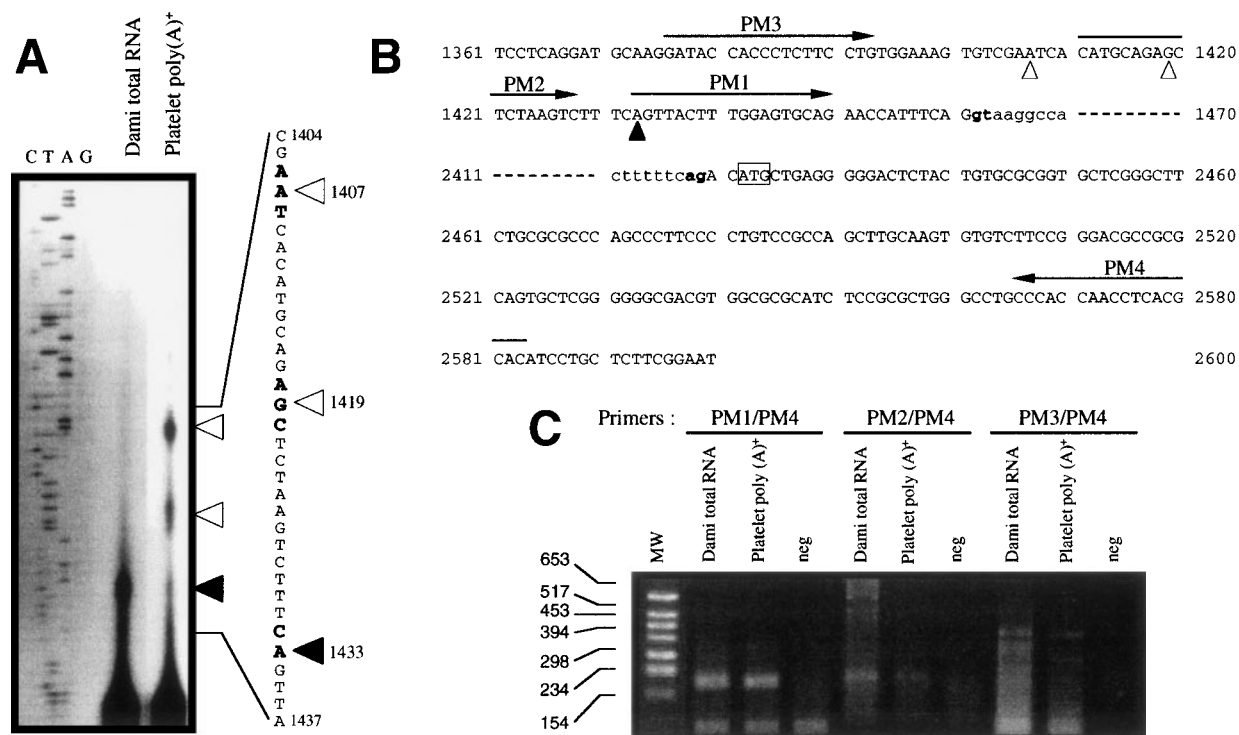 A
Dami total RNA
Platelet poly(A)+
C T A G
C 1404
G
A
A 1407
T
C
A
C
A
T
G
C
A
G
A
G 1419
C
T
C
T
A
A
G
T
C
T
T
T
C
A 1433
G
T
T
A 1437
B
PM3
1361 TCCTCAGGAT GCAAGGATAC CACCCTCTTC CTGTGGAAAG TGTCGAATCA CATGCAGAGC 1420
PM2 PM1
1421 TCTAAGTCTT TCAGTTACTT TGGAGTGCAG AACCATTTCA Ggtaaggcca ---------- 1470
2411 ---------- ctttttcagA CATGCTGAGG GGGACTCTAC TGTGCGCGGT GCTCGGGCTT 2460
2461 CTGCGCGCCC AGCCCTTCCC CTGTCCGCCA GCTTGCAAGT GTGTCTTCCG GGACGCCGCG 2520
PM4
2521 CAGTGCTCGG GGGGCGACGT GGCGCGCATC TCCGCGCTGG GCCTGCCCAC CAACCTCACG 2580
2581 CACATCCTGC TCTTCGGAAT 2600
C
Primers : PM1/PM4 PM2/PM4 PM3/PM4
MW Dami total RNA Platelet poly (A)+ neg Dami total RNA Platelet poly (A)+ neg Dami total RNA Platelet poly (A)+ neg
653
517
453
394
298
234
154